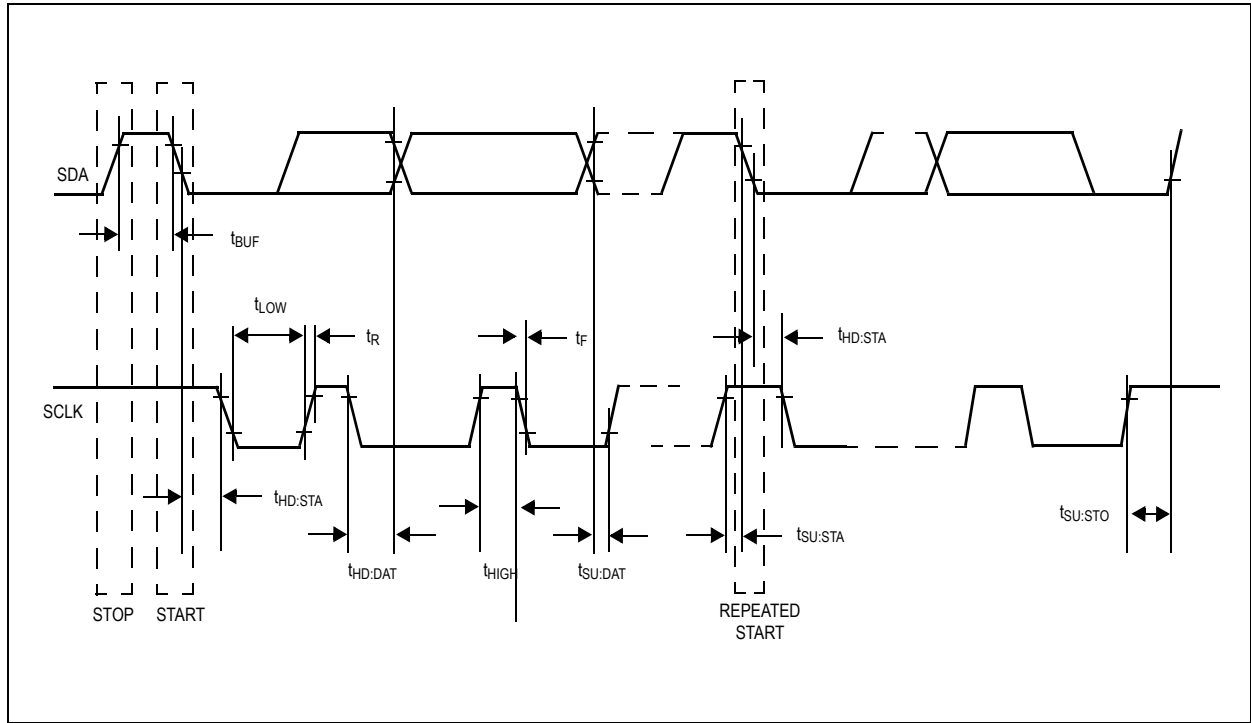 SDA
tBUF
tLOW
tR
tF
tHD:STA
SCLK
tHD:STA
tHD:DAT
tHIGH
tSU:DAT
tSU:STA
tSU:STO
STOP
START
REPEATED
START